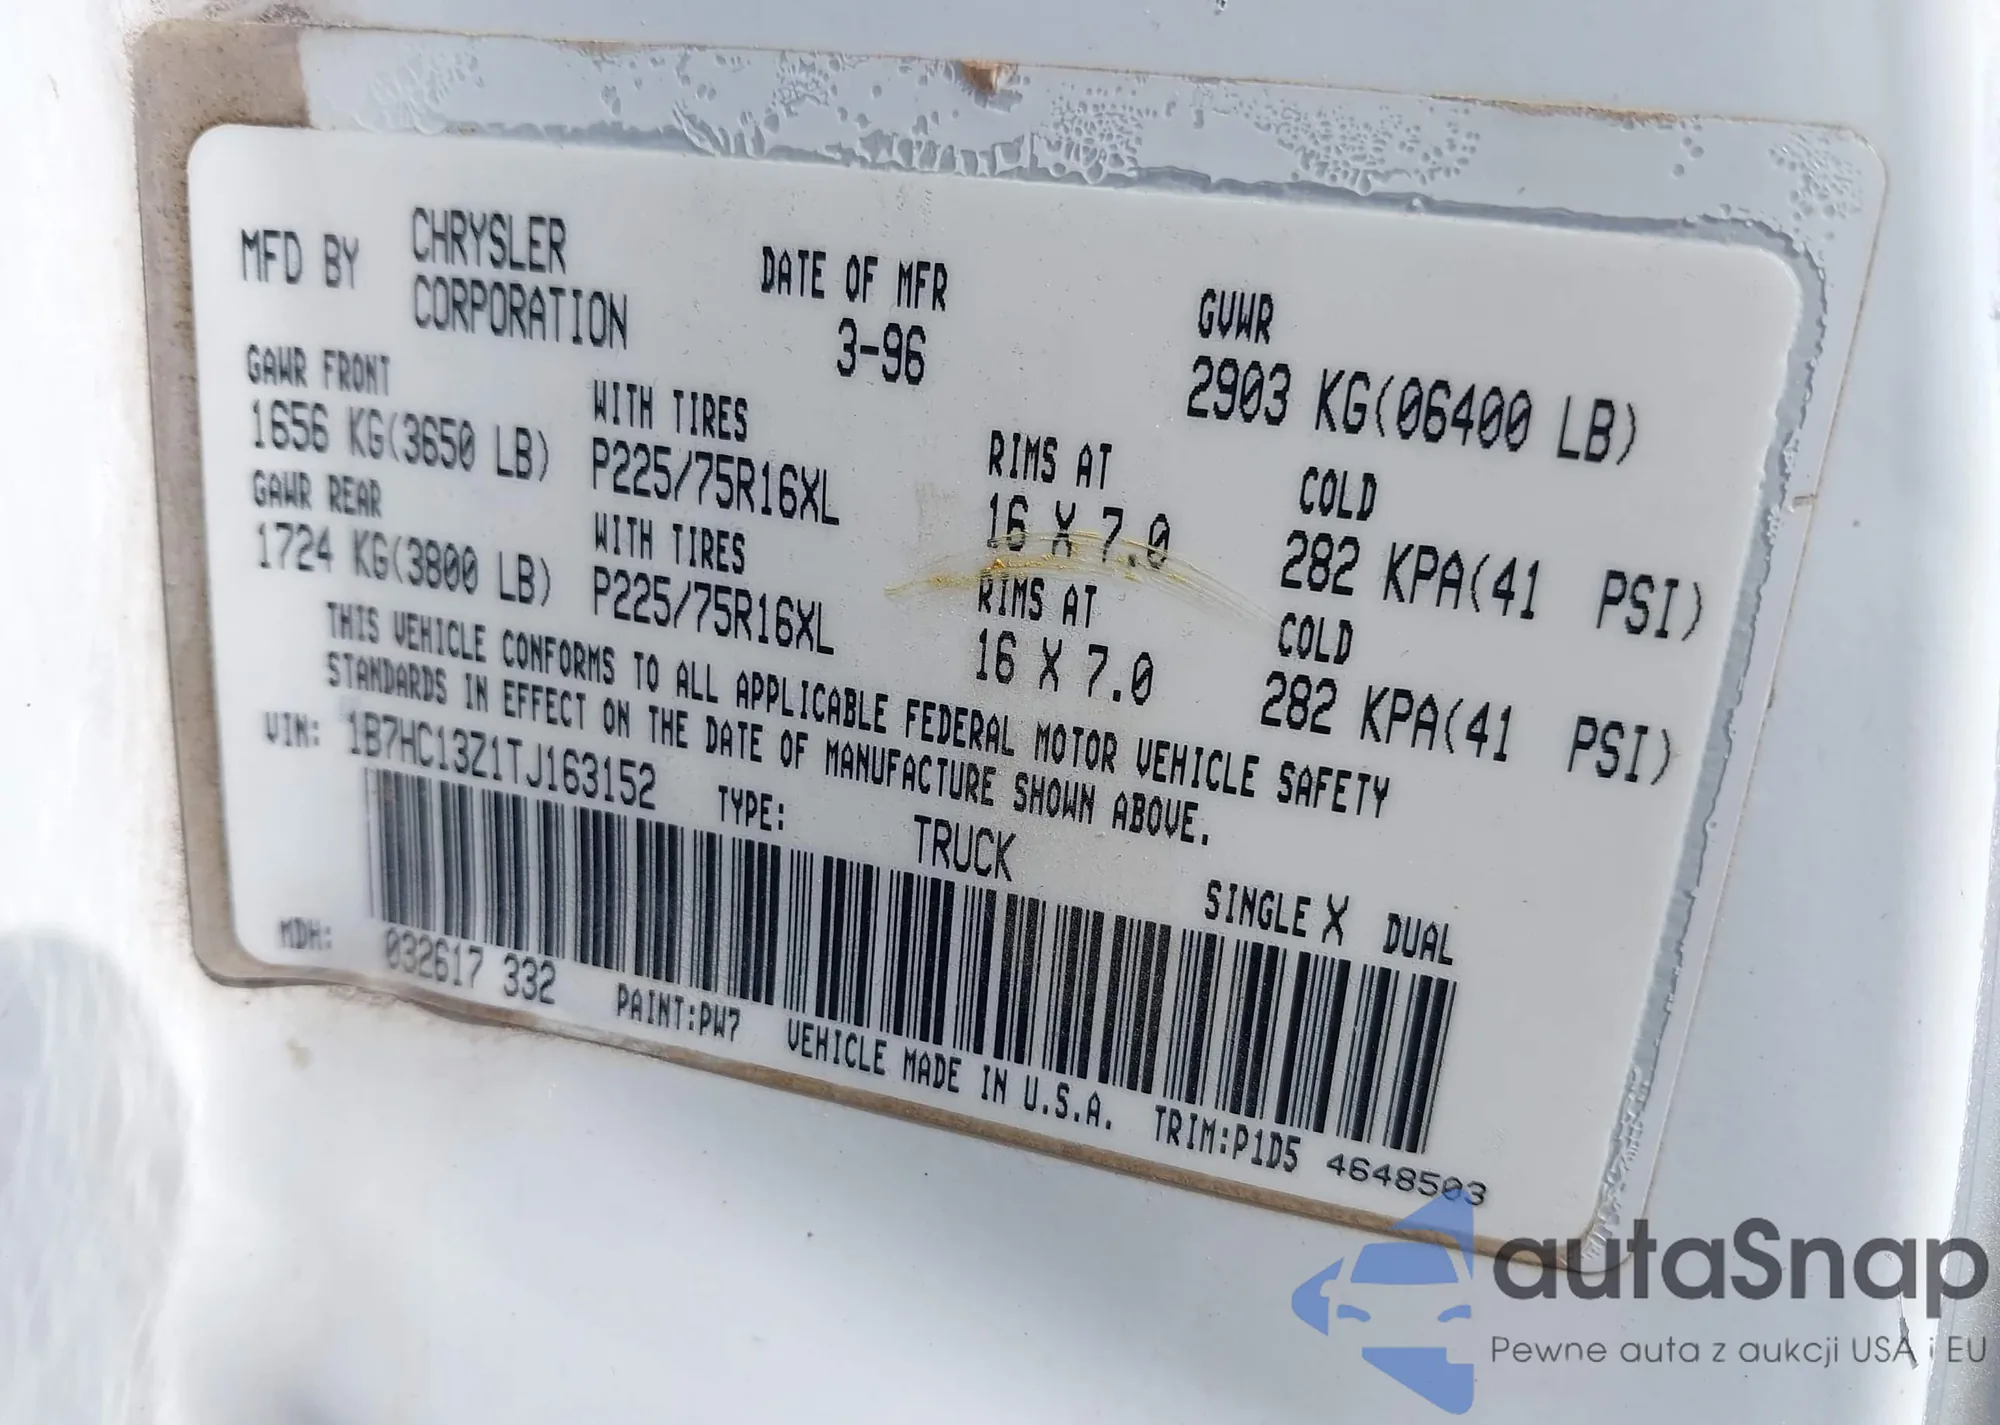 MFD BY CHRYSLER CORPORATION DATE OF MFR 3-96 GVWR 2903 KG(06400 LB)
GAWR FRONT WITH TIRES RIMS AT COLD
1656 KG(3650 LB) P225/75R16XL 16 X 7.0 282 KPA(41 PSI)
GAWR REAR WITH TIRES RIMS AT COLD
1724 KG(3800 LB) P225/75R16XL 16 X 7.0 282 KPA(41 PSI)
THIS VEHICLE CONFORMS TO ALL APPLICABLE FEDERAL MOTOR VEHICLE SAFETY
STANDARDS IN EFFECT ON THE DATE OF MANUFACTURE SHOWN ABOVE.
VIN: 1B7HC13Z1TJ163152 TYPE: TRUCK SINGLE X DUAL
MDH: 032617 332 PAINT:PW7 VEHICLE MADE IN U.S.A. TRIM:P1D5 4648503
autaSnap
Pewne auta z aukcji USA i EU